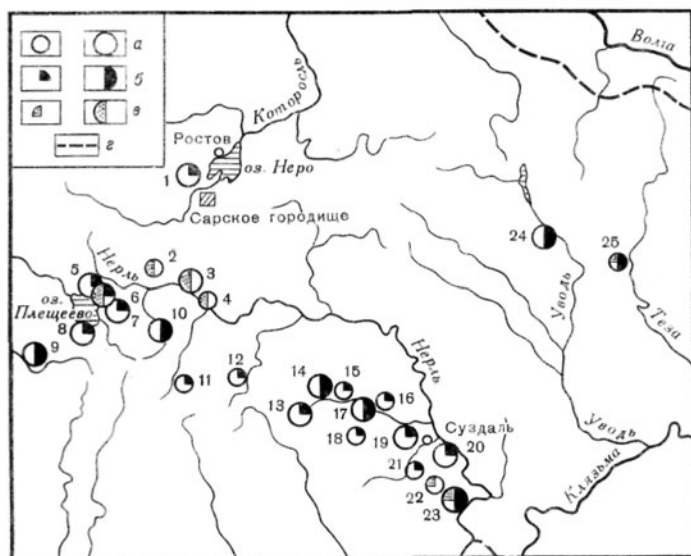 а
б
в
г
Волга
Которосль
Ростов
оз. Неро
Сарское городище
1
2
3
4
5
6
7
8
9
10
11
12
13
14
15
16
17
18
19
20
21
22
23
24
25
Нерль
оз.
Плещеево
Нерль
Суздаль
Уводь
Теза
Уводь
Клязьма